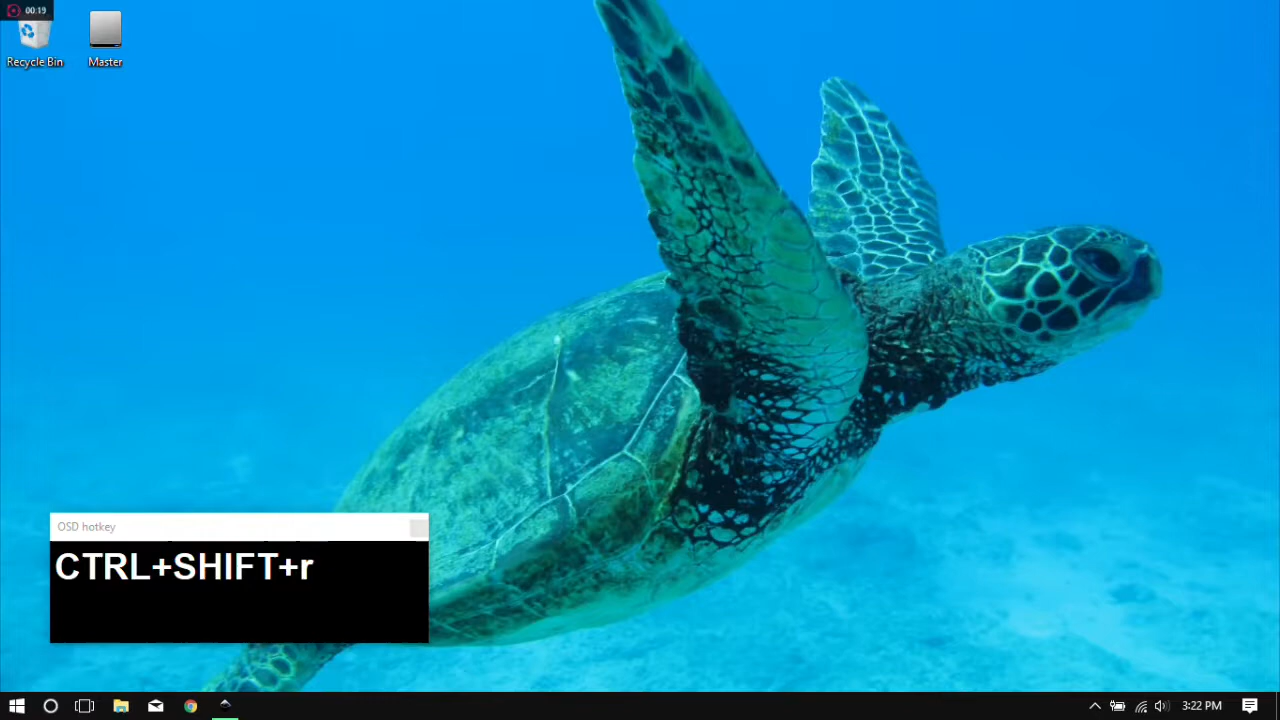 00:19
Recycle Bin
Master
OSD hotkey
CTRL+SHIFT+r
3:22 PM